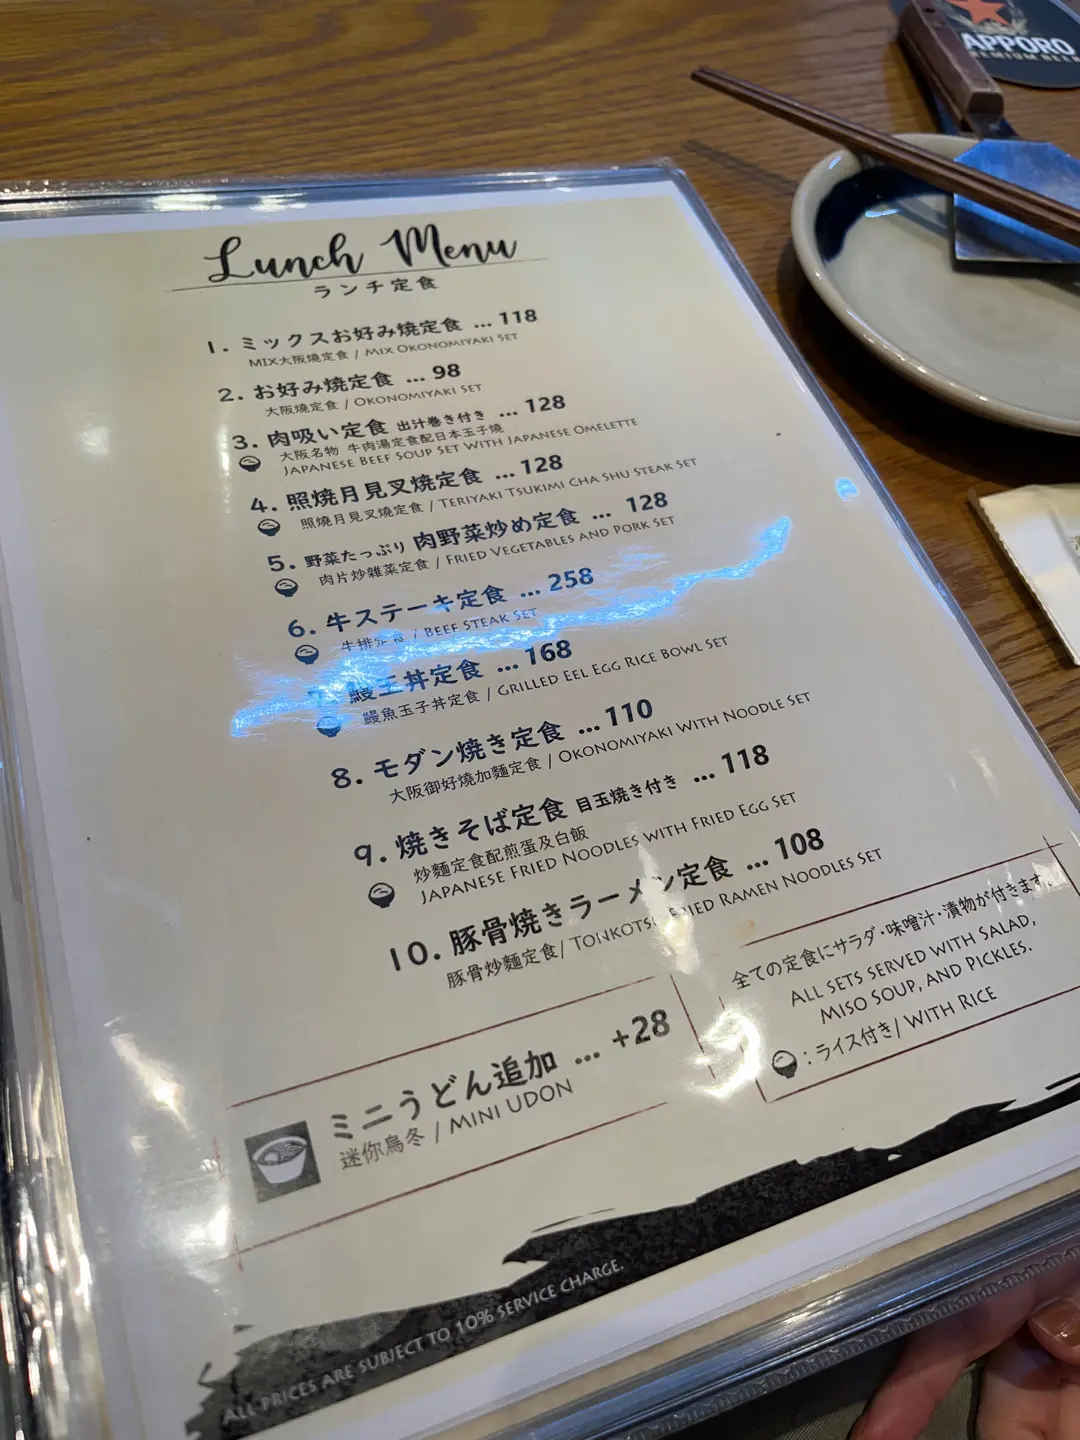 Lunch Menu
ランチ定食
1. ミックスお好み焼定食 ... 118
MIX大阪燒定食 / MIX OKONOMIYAKI SET
2. お好み焼定食 ... 98
大阪燒定食 / OKONOMIYAKI SET
3. 肉吸い定食 出汁巻き付き ... 128
大阪名物 牛肉湯定食配日本玉子燒
JAPANESE BEEF SOUP SET WITH JAPANESE OMELETTE
4. 照焼月見叉焼定食 ... 128
照燒月見叉燒定食 / TERIYAKI TSUKIMI CHA SHU STEAK SET
5. 野菜たっぷり 肉野菜炒め定食 ... 128
肉片炒雜菜定食 / FRIED VEGETABLES AND PORK SET
6. 牛ステーキ定食 ... 258
牛排定食 / BEEF STEAK SET
鰻玉丼定食 ... 168
鰻魚玉子丼定食 / GRILLED EEL EGG RICE BOWL SET
8. モダン焼き定食 ... 110
大阪御好燒加麵定食 / OKONOMIYAKI WITH NOODLE SET
9. 焼きそば定食 目玉焼き付き ... 118
炒麵定食配煎蛋及白飯
JAPANESE FRIED NOODLES WITH FRIED EGG SET
10. 豚骨焼きラーメン定食 ... 108
豚骨炒麵定食 / TONKOTSU FRIED RAMEN NOODLES SET
全ての定食にサラダ・味噌汁・漬物が付きます。
ALL SETS SERVED WITH SALAD,
MISO SOUP, AND PICKLES.
: ライス付き / WITH RICE
ミニうどん追加 ... +28
迷你烏冬 / MINI UDON
ALL PRICES ARE SUBJECT TO 10% SERVICE CHARGE.
SAPPORO
PREMIUM BEER